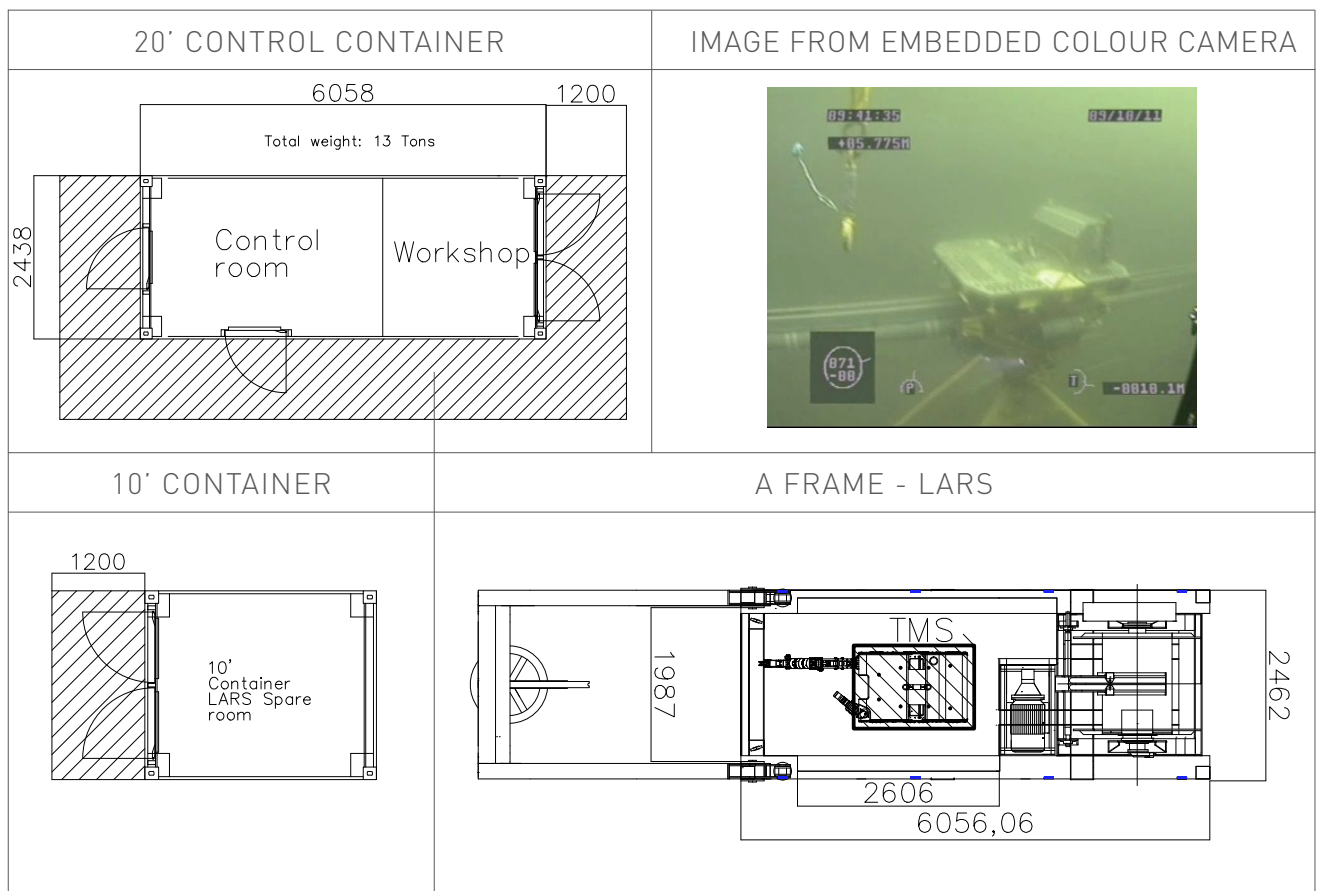 20' CONTROL CONTAINER
IMAGE FROM EMBEDDED COLOUR CAMERA
6058
1200
Total weight: 13 Tons
2438
Control
room
Workshop
09:41:35
09/10/11
+05.775M
071
-00
P
T
-0010.1M
10' CONTAINER
A FRAME - LARS
1200
10'
Container
LARS Spare
room
TMS
1987
2462
2606
6056,06